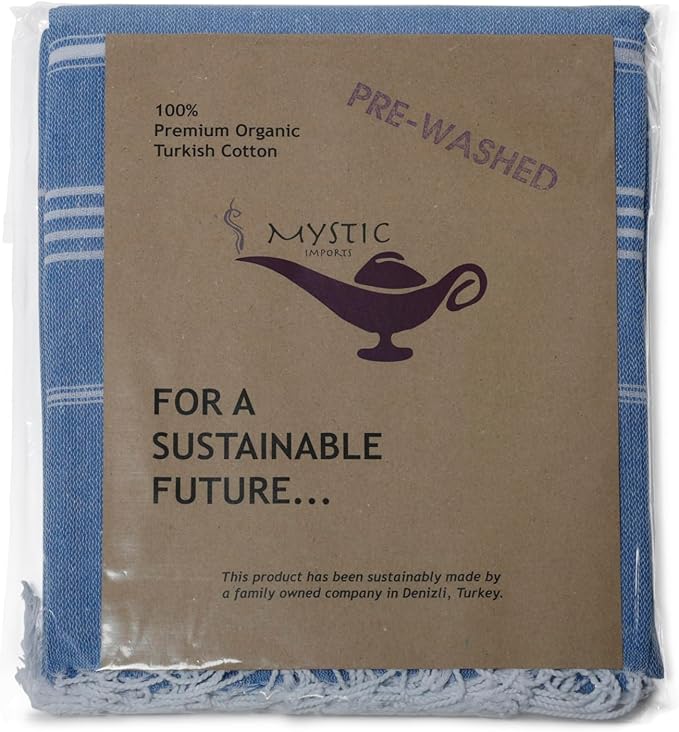 100%
Premium Organic
Turkish Cotton
PRE-WASHED
MYSTIC
IMPORTS
FOR A
SUSTAINABLE
FUTURE...
This product has been sustainably made by
a family owned company in Denizli, Turkey.